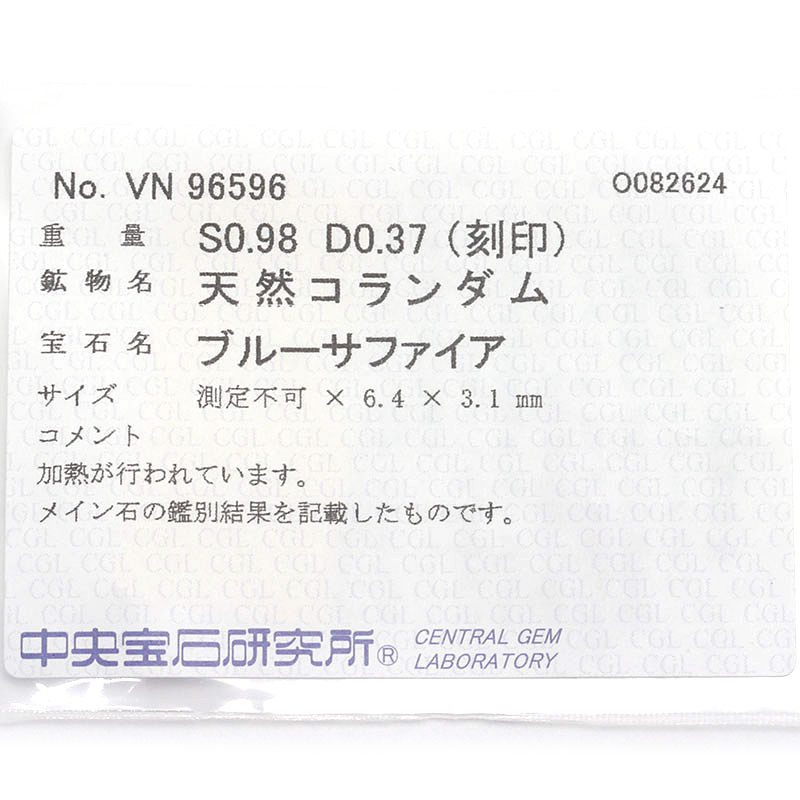 No. VN 96596 O082624
重量 S0.98 D0.37 (刻印)
鉱物名 天然コランダム
宝石名 ブルーサファイア
サイズ 測定不可 × 6.4 × 3.1 mm
コメント
加熱が行われています。
メイン石の鑑別結果を記載したものです。
中央宝石研究所® CENTRAL GEM
LABORATORY